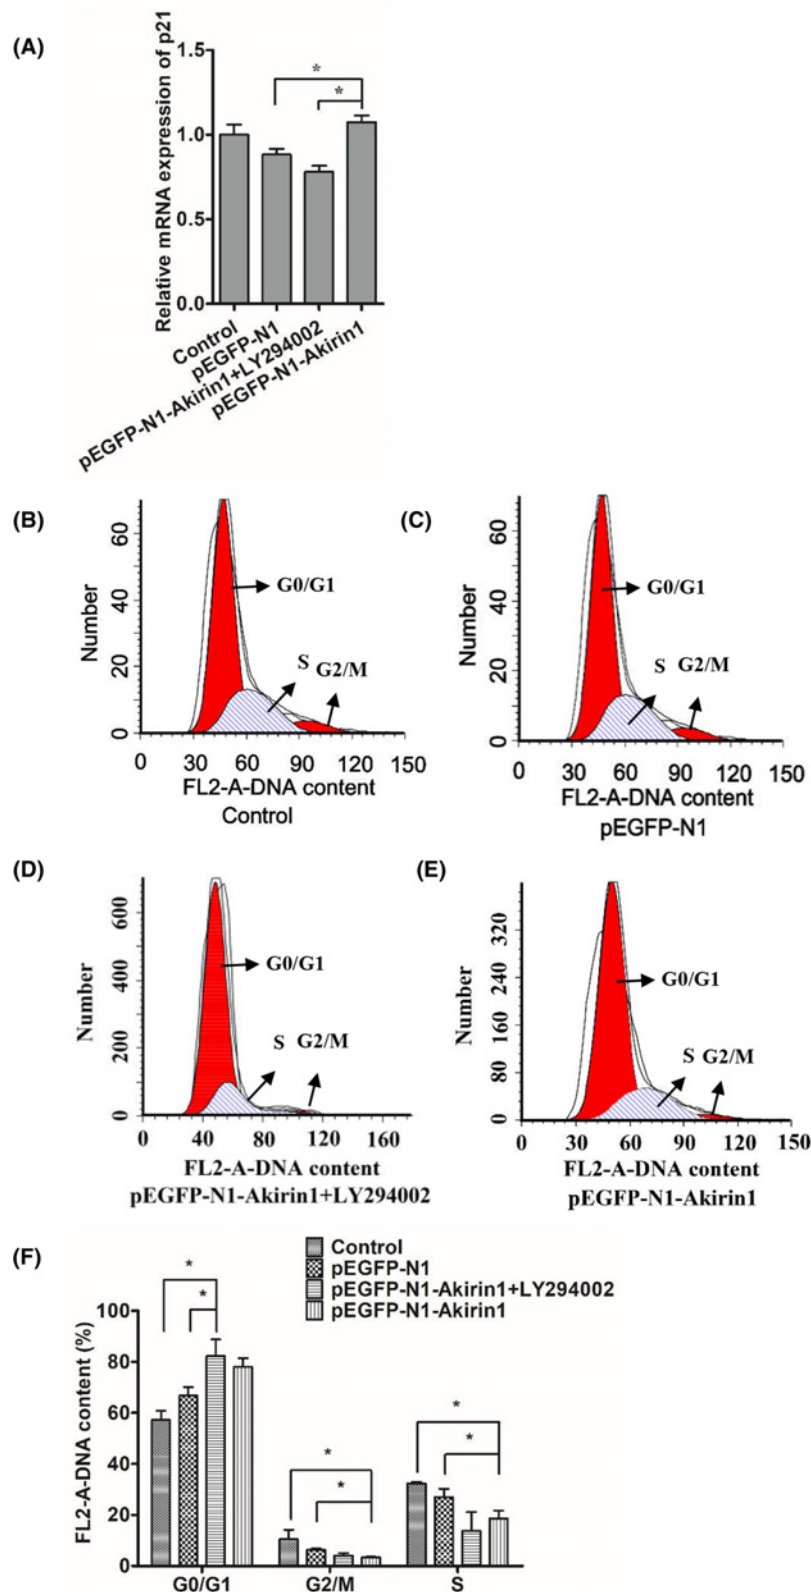 (A)
Relative mRNA expression of p21
1.5
1.0
0.5
0.0
*
*
Control
pEGFP-N1
pEGFP-N1-Akirin1+LY294002
pEGFP-N1-Akirin1
(B)
Number
60
40
20
0
G0/G1
S G2/M
0 30 60 90 120 150
FL2-A-DNA content
Control
(C)
Number
60
40
20
0
G0/G1
S G2/M
0 30 60 90 120 150
FL2-A-DNA content
pEGFP-N1
(D)
Number
600
400
200
0
G0/G1
S G2/M
0 40 80 120 160
FL2-A-DNA content
pEGFP-N1-Akirin1+LY294002
(E)
Number
320
240
160
80
0
G0/G1
S G2/M
0 30 60 90 120 150
FL2-A-DNA content
pEGFP-N1-Akirin1
(F)
Control
pEGFP-N1
pEGFP-N1-Akirin1+LY294002
pEGFP-N1-Akirin1
FL2-A-DNA content (%)
100
80
60
40
20
0
*
*
*
*
*
*
G0/G1 G2/M S